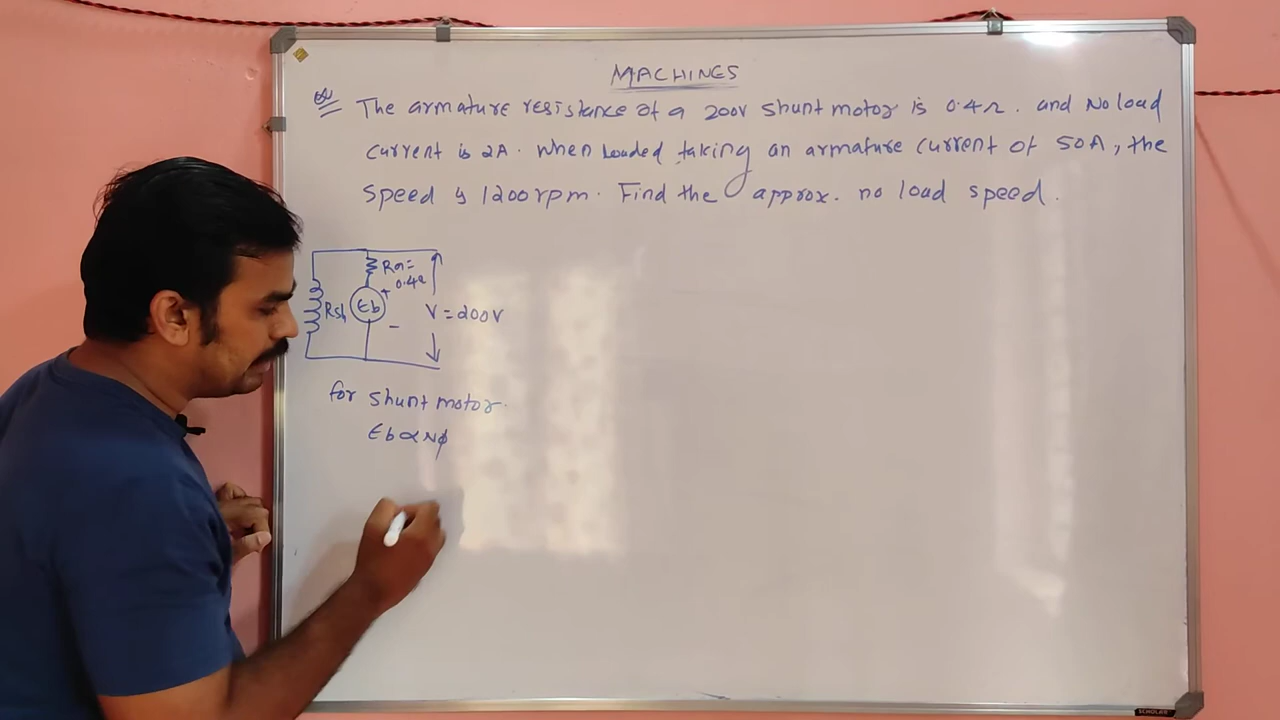 MACHINES
The armature resistance of a 200V shunt motor is 0.4Ω. and No load
current is 2A. When Loaded taking an armature current of 50A, the
speed is 1200rpm. Find the approx. no load speed.
Ra=
0.4Ω
+
Rsh
Eb
V = 200V
-
for shunt motor.
Eb ∝ Nϕ
SCHOLAR